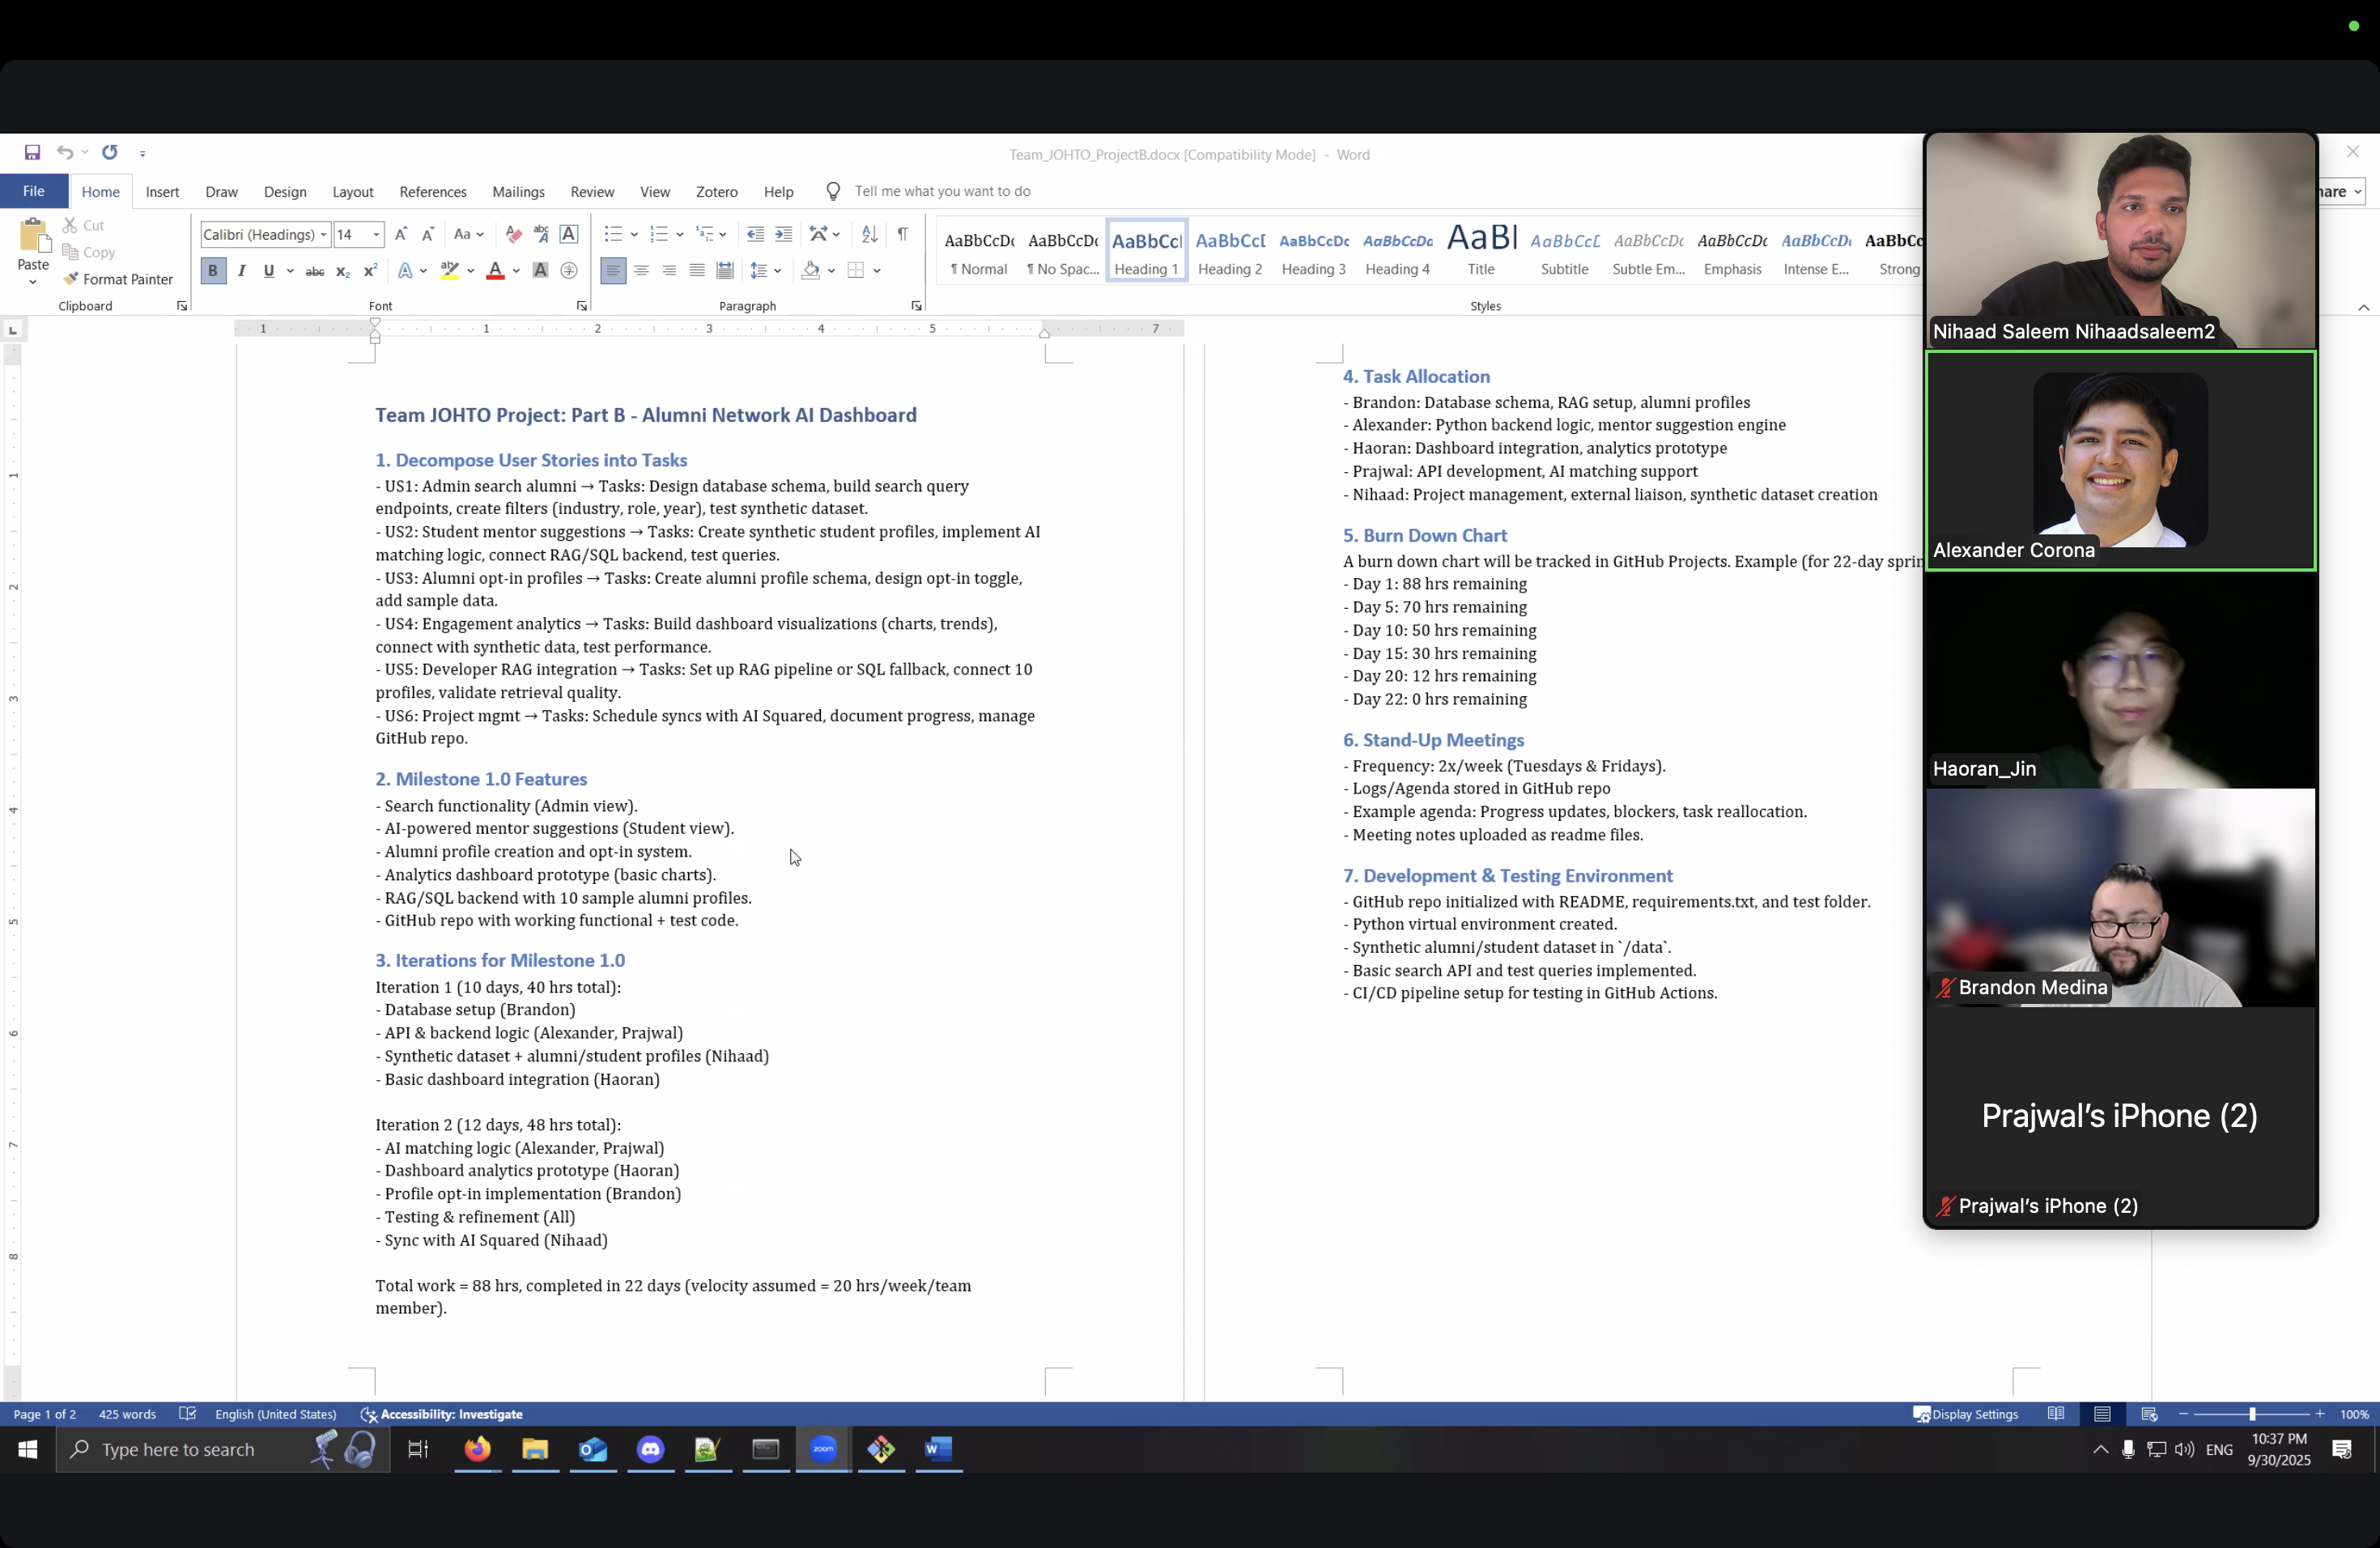 Team_JOHTO_ProjectB.docx [Compatibility Mode] - Word
File Home Insert Draw Design Layout References Mailings Review View Zotero Help Tell me what you want to do
Paste
Cut
Copy
Format Painter
Clipboard
Calibri (Headings) 14
Font
Paragraph
AaBbCcDc AaBbCcDc AaBbCc AaBbCcD AaBbCcDc AaBbCcDc AaBl AaBbCcD AaBbCcDc AaBbCcDc AaBbCcDc AaBbCc
¶ Normal ¶ No Spac... Heading 1 Heading 2 Heading 3 Heading 4 Title Subtitle Subtle Em... Emphasis Intense E... Strong
Styles
hare
1 1 2 3 4 5 7
Team JOHTO Project: Part B - Alumni Network AI Dashboard
1. Decompose User Stories into Tasks
- US1: Admin search alumni → Tasks: Design database schema, build search query
endpoints, create filters (industry, role, year), test synthetic dataset.
- US2: Student mentor suggestions → Tasks: Create synthetic student profiles, implement AI
matching logic, connect RAG/SQL backend, test queries.
- US3: Alumni opt-in profiles → Tasks: Create alumni profile schema, design opt-in toggle,
add sample data.
- US4: Engagement analytics → Tasks: Build dashboard visualizations (charts, trends),
connect with synthetic data, test performance.
- US5: Developer RAG integration → Tasks: Set up RAG pipeline or SQL fallback, connect 10
profiles, validate retrieval quality.
- US6: Project mgmt → Tasks: Schedule syncs with AI Squared, document progress, manage
GitHub repo.
2. Milestone 1.0 Features
- Search functionality (Admin view).
- AI-powered mentor suggestions (Student view).
- Alumni profile creation and opt-in system.
- Analytics dashboard prototype (basic charts).
- RAG/SQL backend with 10 sample alumni profiles.
- GitHub repo with working functional + test code.
3. Iterations for Milestone 1.0
Iteration 1 (10 days, 40 hrs total):
- Database setup (Brandon)
- API & backend logic (Alexander, Prajwal)
- Synthetic dataset + alumni/student profiles (Nihaad)
- Basic dashboard integration (Haoran)
Iteration 2 (12 days, 48 hrs total):
- AI matching logic (Alexander, Prajwal)
- Dashboard analytics prototype (Haoran)
- Profile opt-in implementation (Brandon)
- Testing & refinement (All)
- Sync with AI Squared (Nihaad)
Total work = 88 hrs, completed in 22 days (velocity assumed = 20 hrs/week/team
member).
4. Task Allocation
- Brandon: Database schema, RAG setup, alumni profiles
- Alexander: Python backend logic, mentor suggestion engine
- Haoran: Dashboard integration, analytics prototype
- Prajwal: API development, AI matching support
- Nihaad: Project management, external liaison, synthetic dataset creation
5. Burn Down Chart
A burn down chart will be tracked in GitHub Projects. Example (for 22-day sprin
- Day 1: 88 hrs remaining
- Day 5: 70 hrs remaining
- Day 10: 50 hrs remaining
- Day 15: 30 hrs remaining
- Day 20: 12 hrs remaining
- Day 22: 0 hrs remaining
6. Stand-Up Meetings
- Frequency: 2x/week (Tuesdays & Fridays).
- Logs/Agenda stored in GitHub repo
- Example agenda: Progress updates, blockers, task reallocation.
- Meeting notes uploaded as readme files.
7. Development & Testing Environment
- GitHub repo initialized with README, requirements.txt, and test folder.
- Python virtual environment created.
- Synthetic alumni/student dataset in `/data`.
- Basic search API and test queries implemented.
- CI/CD pipeline setup for testing in GitHub Actions.
Nihaad Saleem Nihaadsaleem2
Alexander Corona
Haoran_Jin
Brandon Medina
Prajwal's iPhone (2)
Prajwal's iPhone (2)
Page 1 of 2 425 words English (United States) Accessibility: Investigate Display Settings 100%
Type here to search
zoom
ENG
10:37 PM
9/30/2025